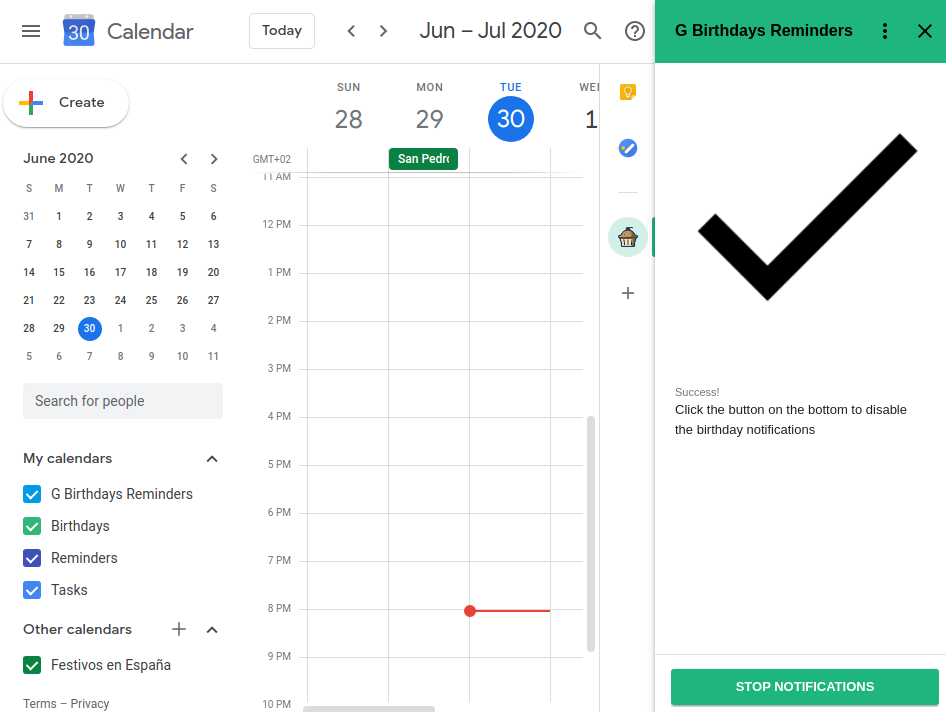 30
Calendar
Today
Jun – Jul 2020
G Birthdays Reminders
Create
June 2020
S M T W T F S
31 1 2 3 4 5 6
7 8 9 10 11 12 13
14 15 16 17 18 19 20
21 22 23 24 25 26 27
28 29 30 1 2 3 4
5 6 7 8 9 10 11
Search for people
My calendars
G Birthdays Reminders
Birthdays
Reminders
Tasks
Other calendars
Festivos en España
Terms – Privacy
SUN MON TUE WE
28 29 30 1
GMT+02
San Pedro
11 AM
12 PM
1 PM
2 PM
3 PM
4 PM
5 PM
6 PM
7 PM
8 PM
9 PM
10 PM
Success!
Click the button on the bottom to disable
the birthday notifications
STOP NOTIFICATIONS